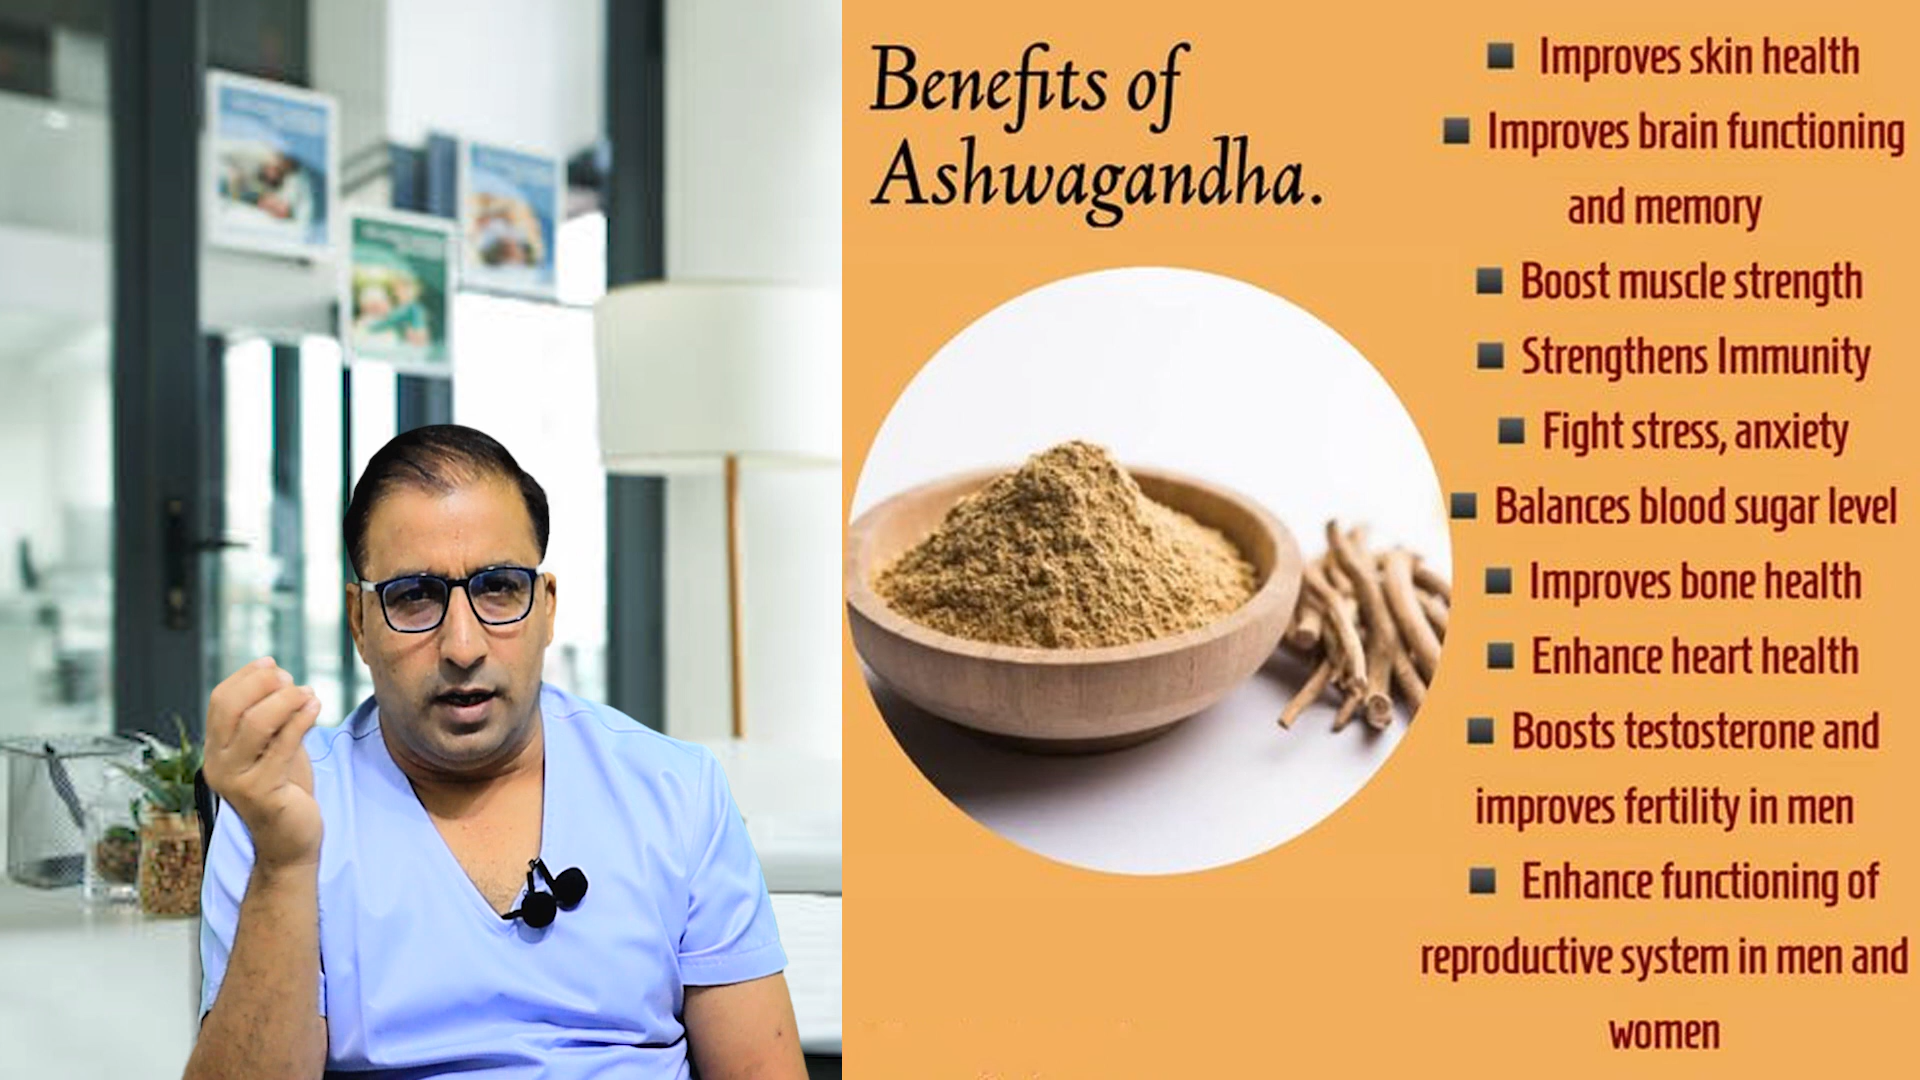 Benefits of
Ashwagandha.
▪ Improves skin health
▪ Improves brain functioning
and memory
▪ Boost muscle strength
▪ Strengthens Immunity
▪ Fight stress, anxiety
▪ Balances blood sugar level
▪ Improves bone health
▪ Enhance heart health
▪ Boosts testosterone and
improves fertility in men
▪ Enhance functioning of
reproductive system in men and
women